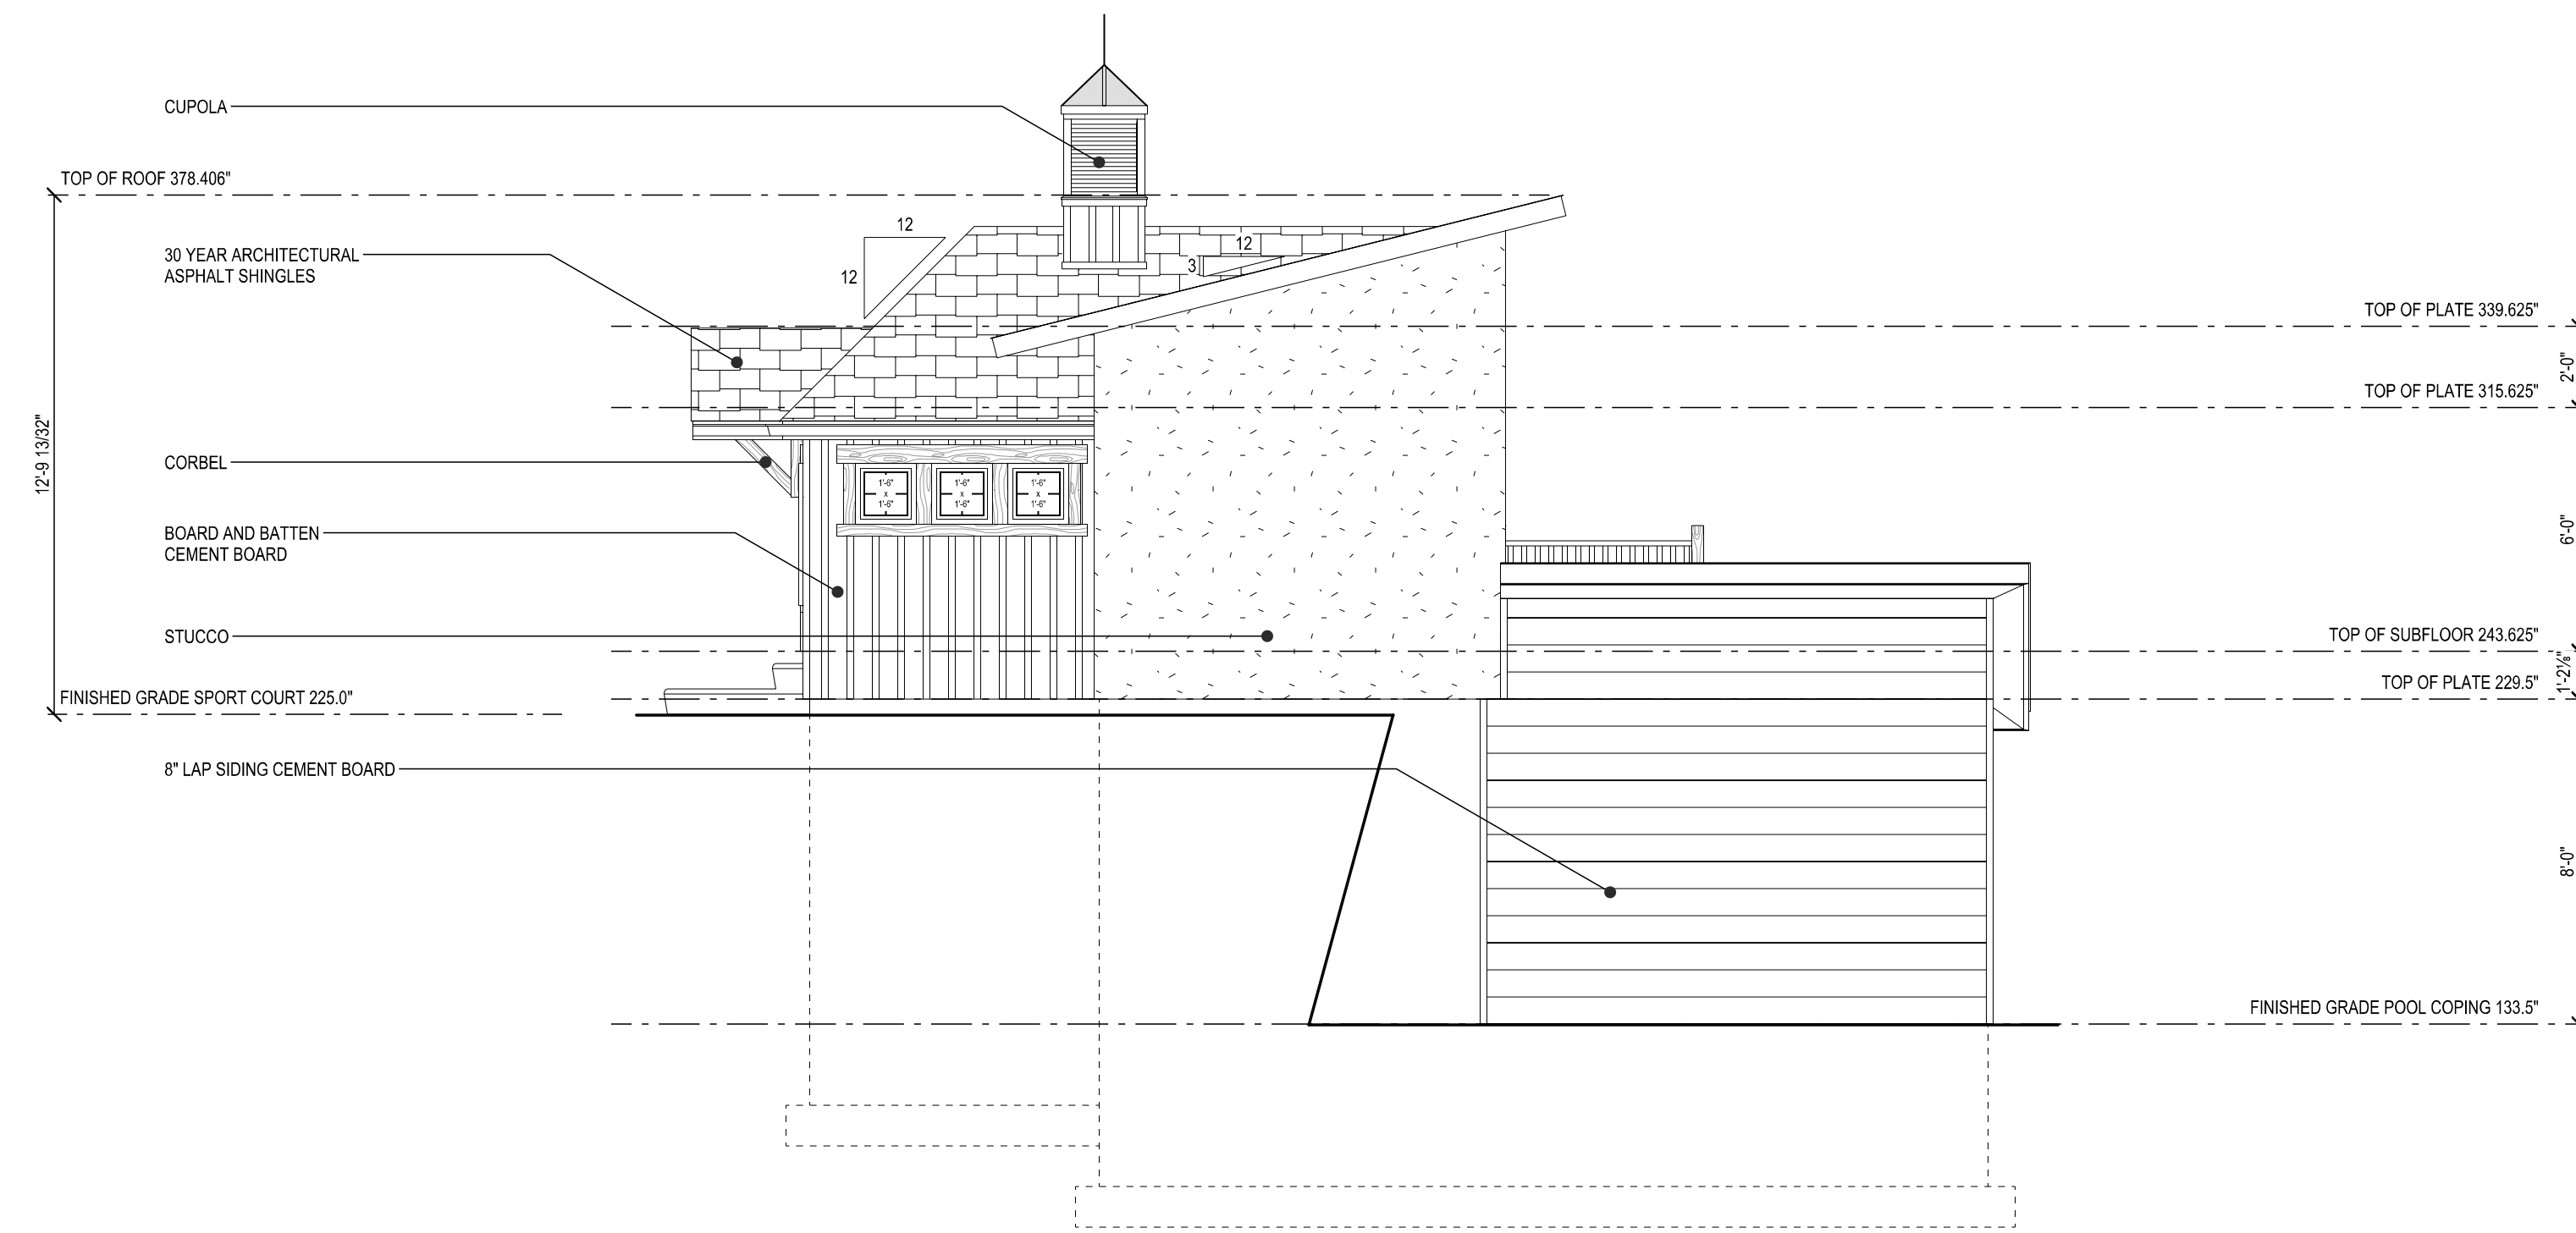 CUPOLA
TOP OF ROOF 378.406"
12
12
12
3
30 YEAR ARCHITECTURAL
ASPHALT SHINGLES
TOP OF PLATE 339.625"
2'-0"
TOP OF PLATE 315.625"
12'-9 13/32"
CORBEL
1'-6"
x
1'-6"
1'-6"
x
1'-6"
1'-6"
x
1'-6"
6'-0"
BOARD AND BATTEN
CEMENT BOARD
STUCCO
TOP OF SUBFLOOR 243.625"
1'-2⅛"
TOP OF PLATE 229.5"
FINISHED GRADE SPORT COURT 225.0"
8" LAP SIDING CEMENT BOARD
8'-0"
FINISHED GRADE POOL COPING 133.5"